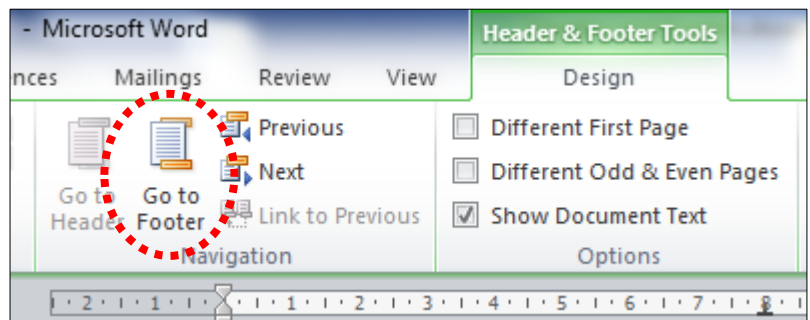 - Microsoft Word
Header & Footer Tools
nces Mailings Review View Design
Go to Header
Go to Footer
Previous
Next
Link to Previous
Navigation
Different First Page
Different Odd & Even Pages
Show Document Text
Options
2 1 1 2 3 4 5 6 7 8